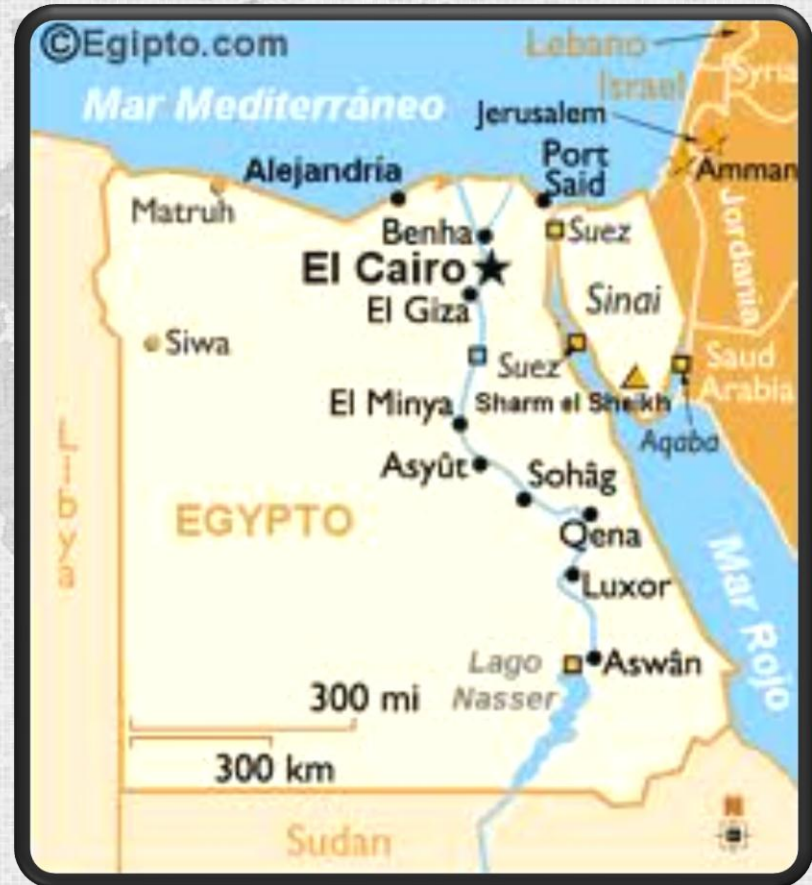 ©Egipto.com
Lebano
Syria
Israel
Mar Mediterráneo
Jerusalem
Alejandría
Port
Said
Amman
Matruh
Benha
Suez
Jordania
El Cairo
El Giza
Sinai
Siwa
Suez
Saud
Arabia
El Minya
Sharm el Sheikh
Aqaba
Libya
Asyût
Sohâg
EGYPTO
Qena
Mar Rojo
Luxor
Lago
Nasser
Aswân
300 mi
300 km
N
Sudan